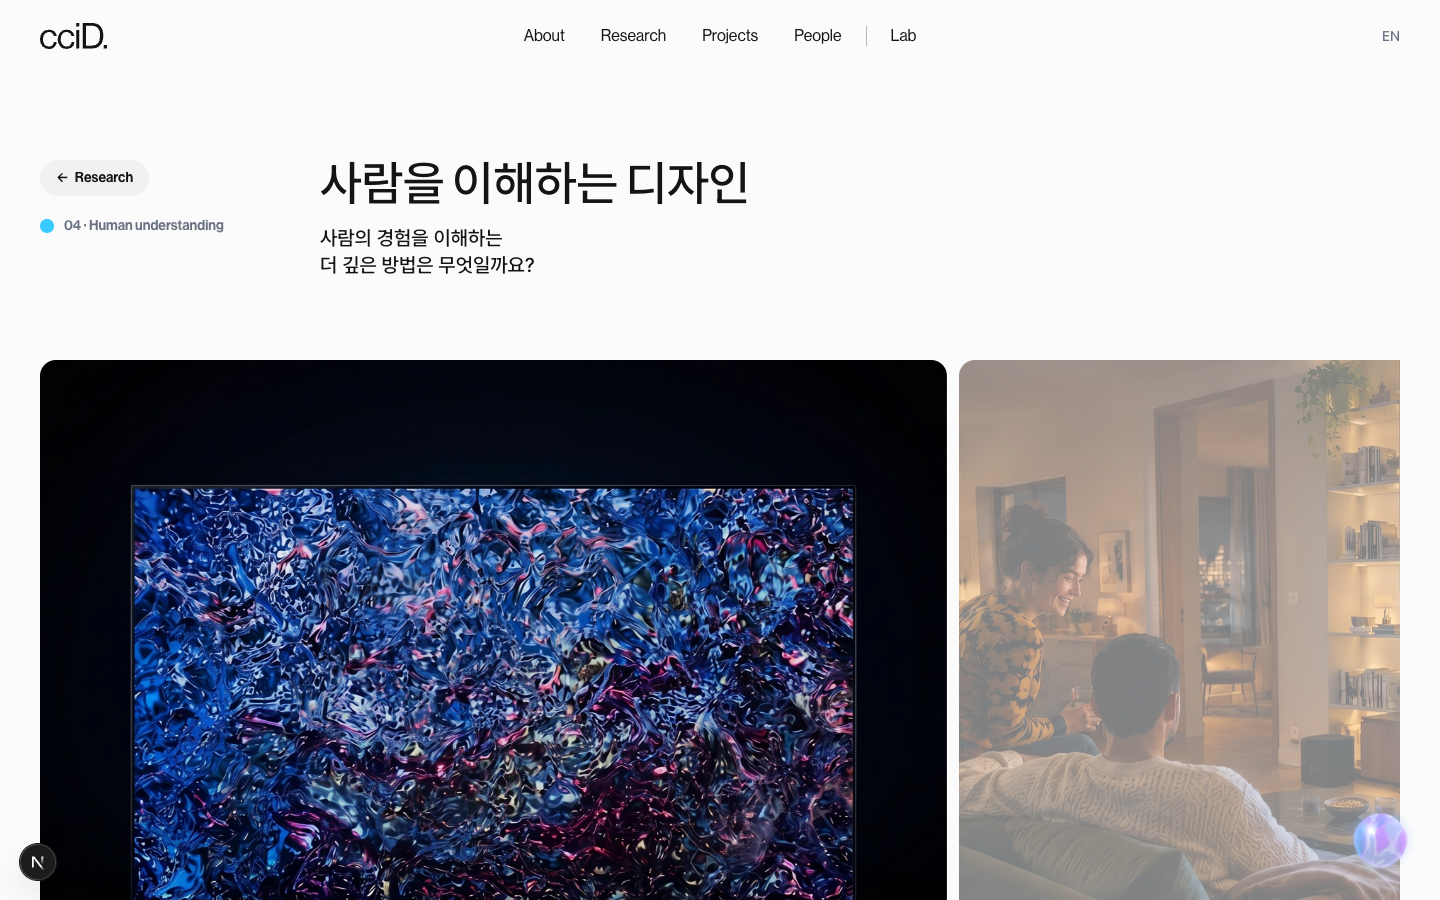 cciD.
About
Research
Projects
People
Lab
EN
← Research
04 · Human understanding
사람을 이해하는 디자인
사람의 경험을 이해하는
더 깊은 방법은 무엇일까요?
N